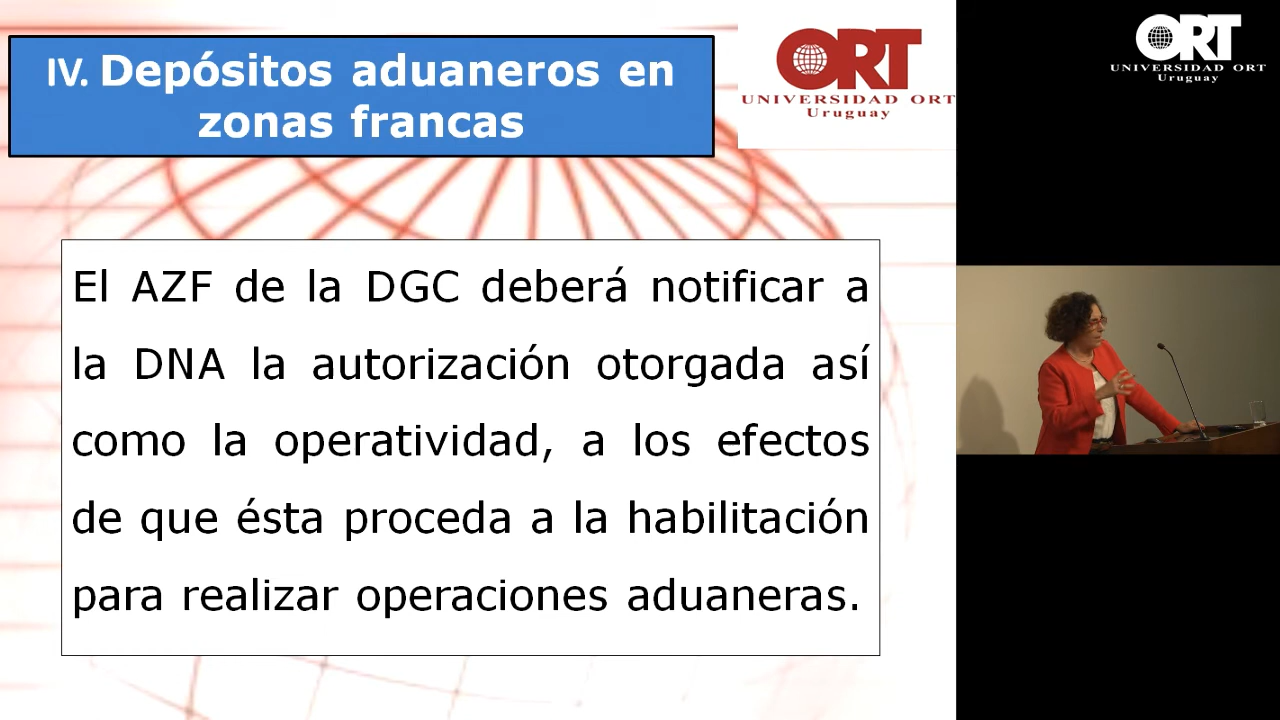 IV. Depósitos aduaneros en
zonas francas
ORT
UNIVERSIDAD ORT
Uruguay
ORT
UNIVERSIDAD ORT
Uruguay
El AZF de la DGC deberá notificar a
la DNA la autorización otorgada así
como la operatividad, a los efectos
de que ésta proceda a la habilitación
para realizar operaciones aduaneras.